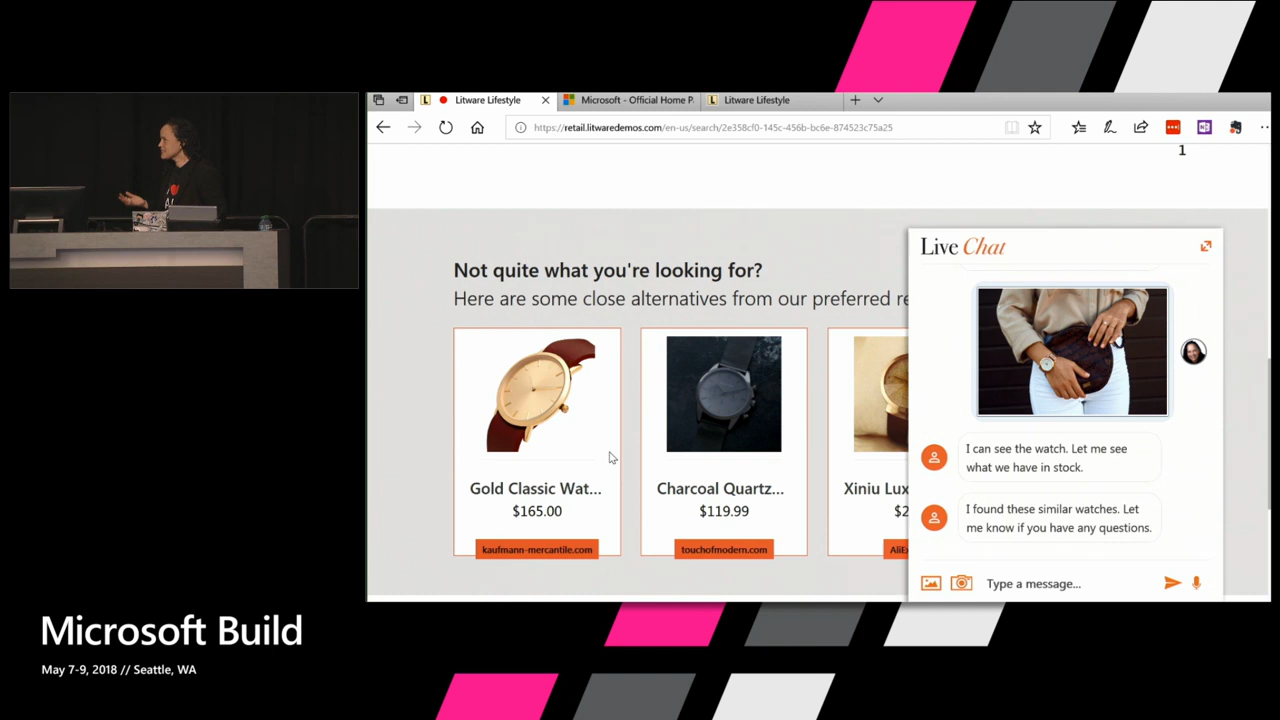 Litware Lifestyle
Microsoft - Official Home P
Litware Lifestyle
https://retail.litwaredemos.com/en-us/search/2e358cf0-145c-456b-bc6e-874523c75a25
1
Not quite what you're looking for?
Here are some close alternatives from our preferred re
Gold Classic Wat...
$165.00
kaufmann-mercantile.com
Charcoal Quartz...
$119.99
touchofmodern.com
Xiniu Lux
$2
AliEx
Live Chat
I can see the watch. Let me see
what we have in stock.
I found these similar watches. Let
me know if you have any questions.
Type a message...
Microsoft Build
May 7-9, 2018 // Seattle, WA